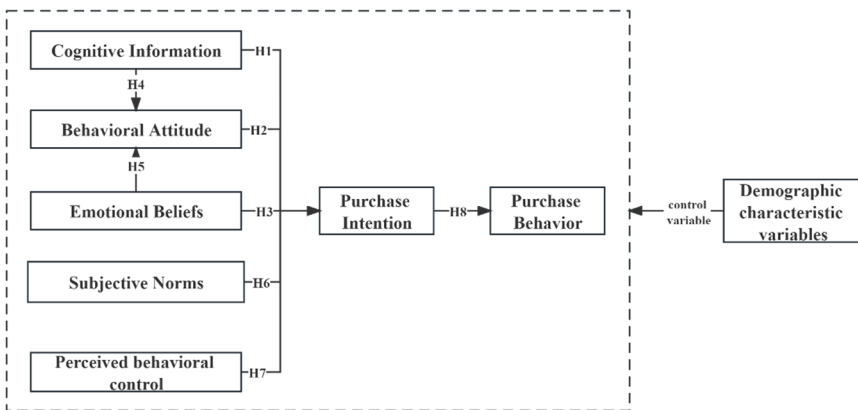 Cognitive Information
H1
H4
Behavioral Attitude
H2
H5
Emotional Beliefs
H3
Purchase
Intention
H8
Purchase
Behavior
control
variable
Demographic
characteristic
variables
Subjective Norms
H6
Perceived behavioral
control
H7